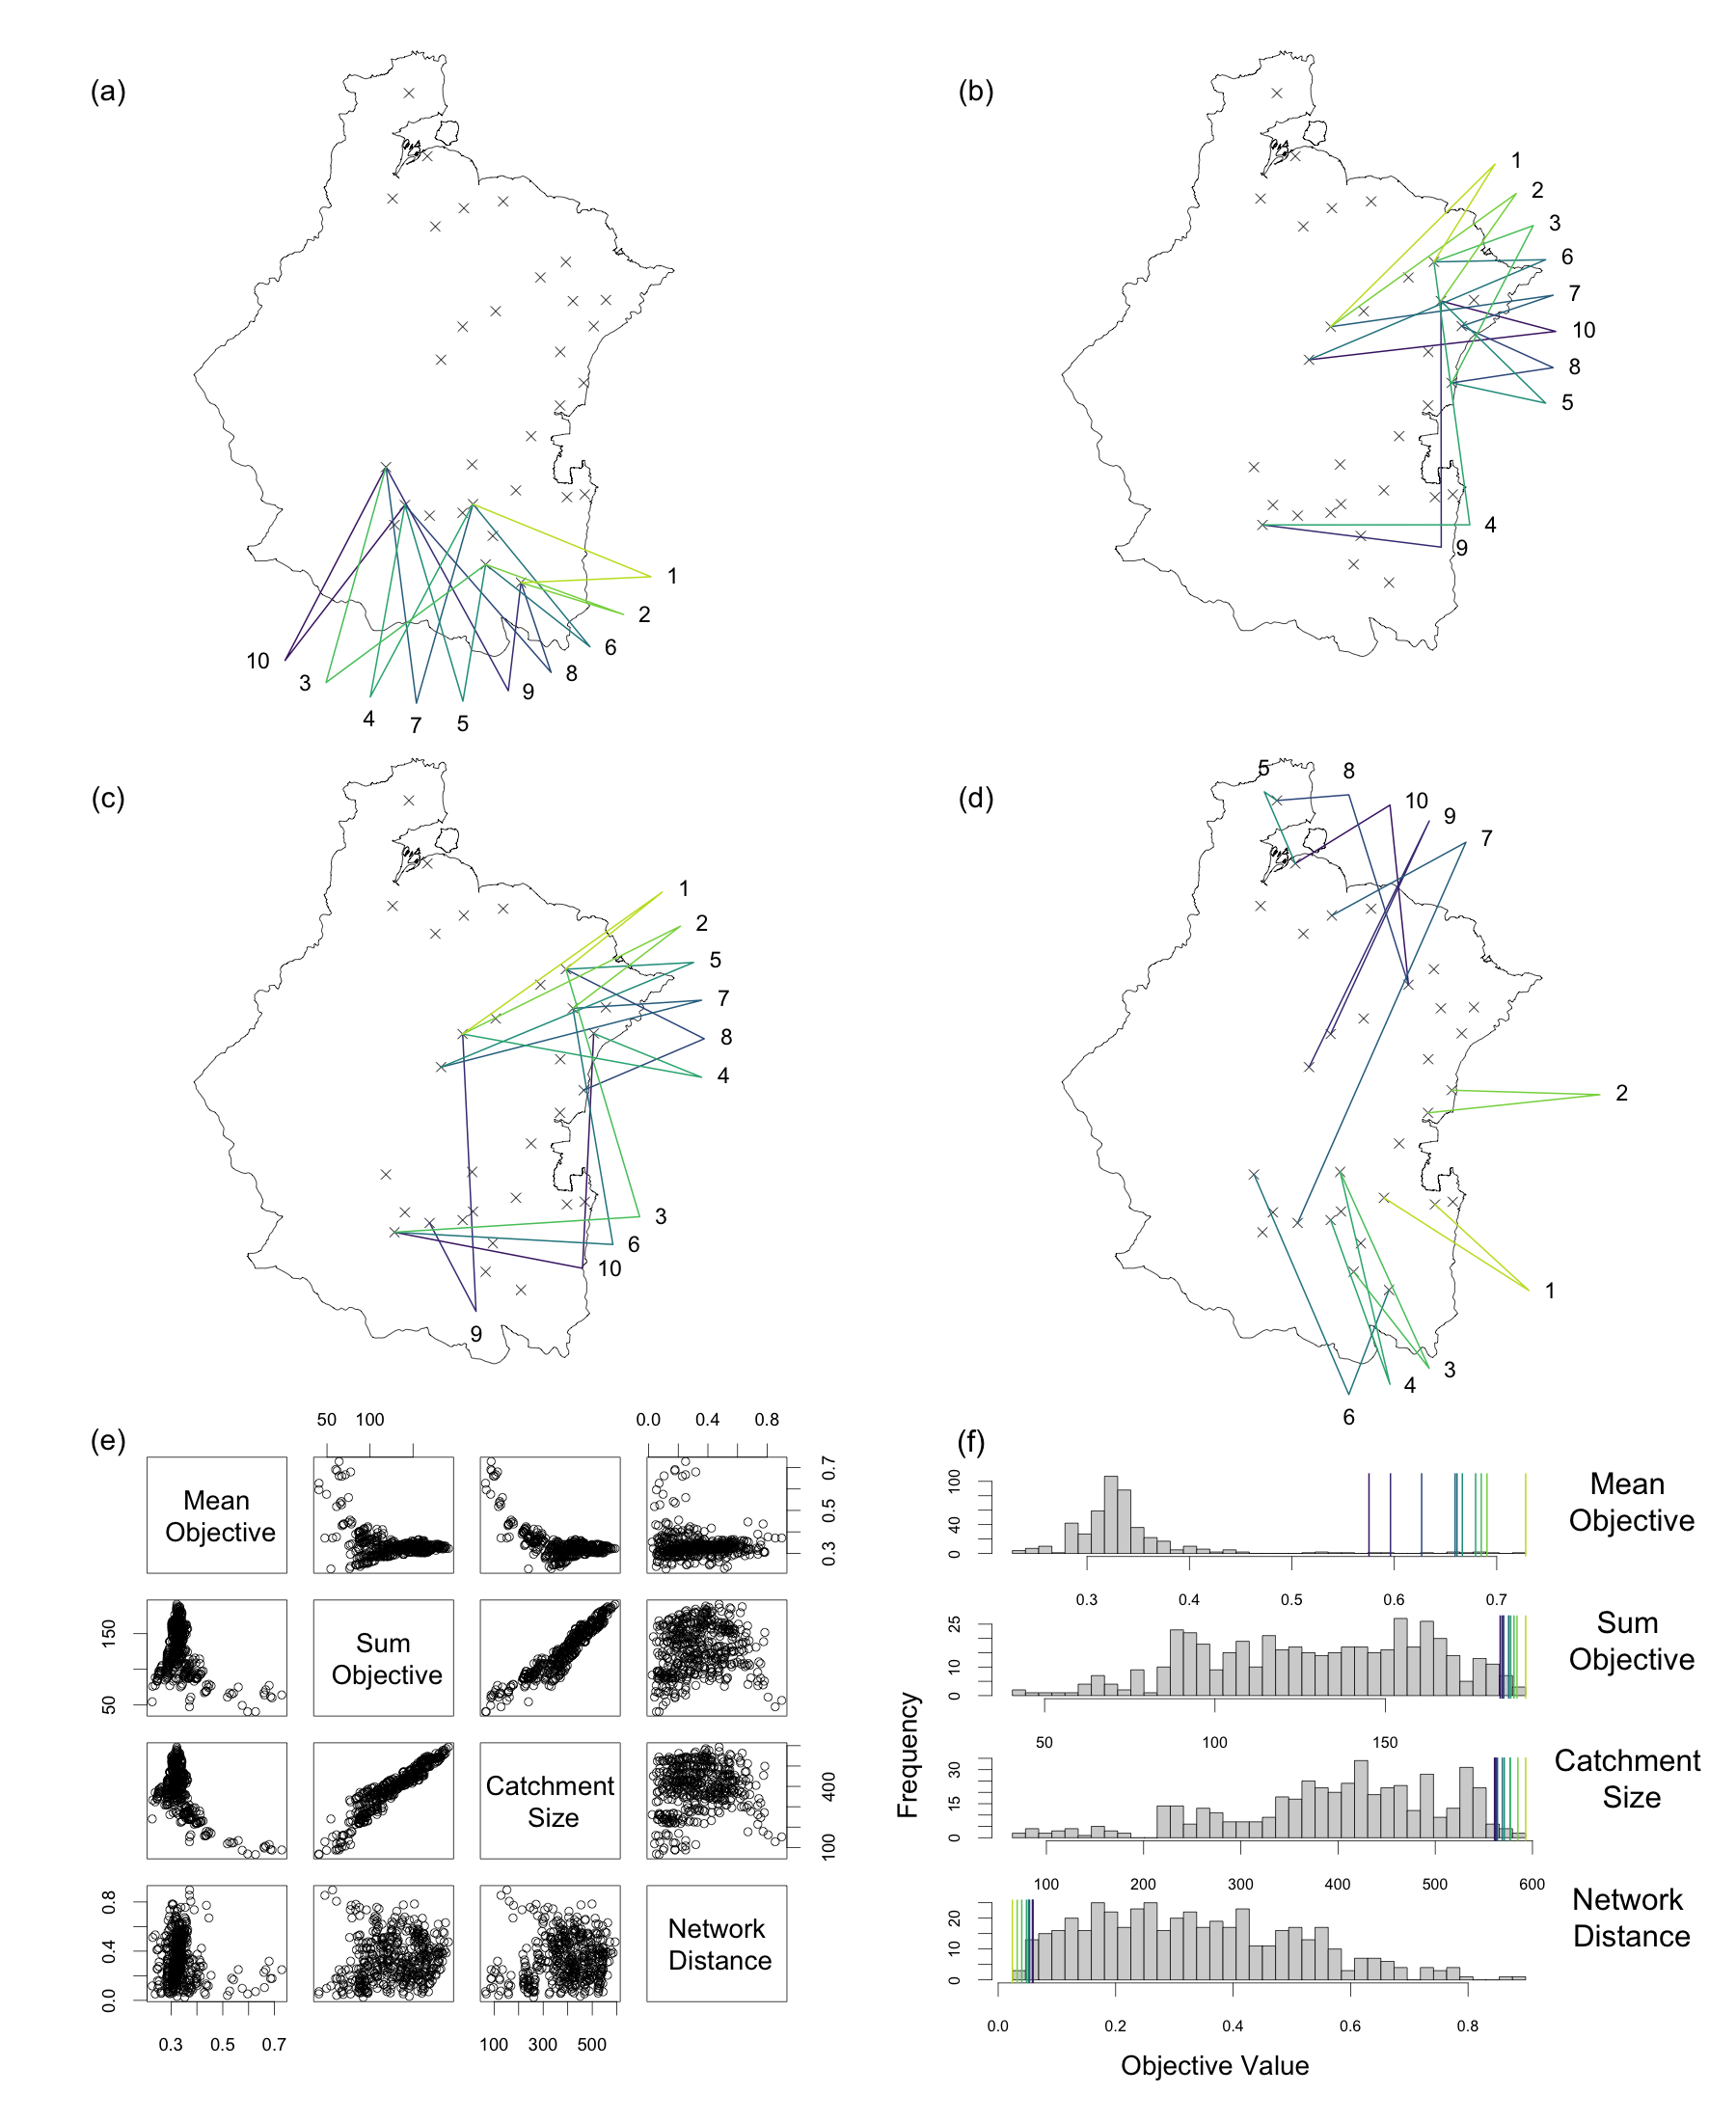 (a)
10
3
4
7
5
9
8
6
2
1
(b)
1
2
3
6
7
10
8
5
4
9
(c)
1
2
5
7
8
4
3
6
10
9
(d)
5
8
10
9
7
2
1
3
4
6
(e)
50 100
0.0 0.4 0.8
Mean
Objective
0.3 0.5 0.7
50 150
Sum
Objective
Catchment
Size
100 400
0.0 0.4 0.8
Network
Distance
0.3 0.5 0.7
100 300 500
(f)
0 40 100
Mean
Objective
0.3 0.4 0.5 0.6 0.7
0 10 25
Sum
Objective
50 100 150
Frequency
0 15 30
Catchment
Size
100 200 300 400 500 600
0 10 20
Network
Distance
0.0 0.2 0.4 0.6 0.8
Objective Value